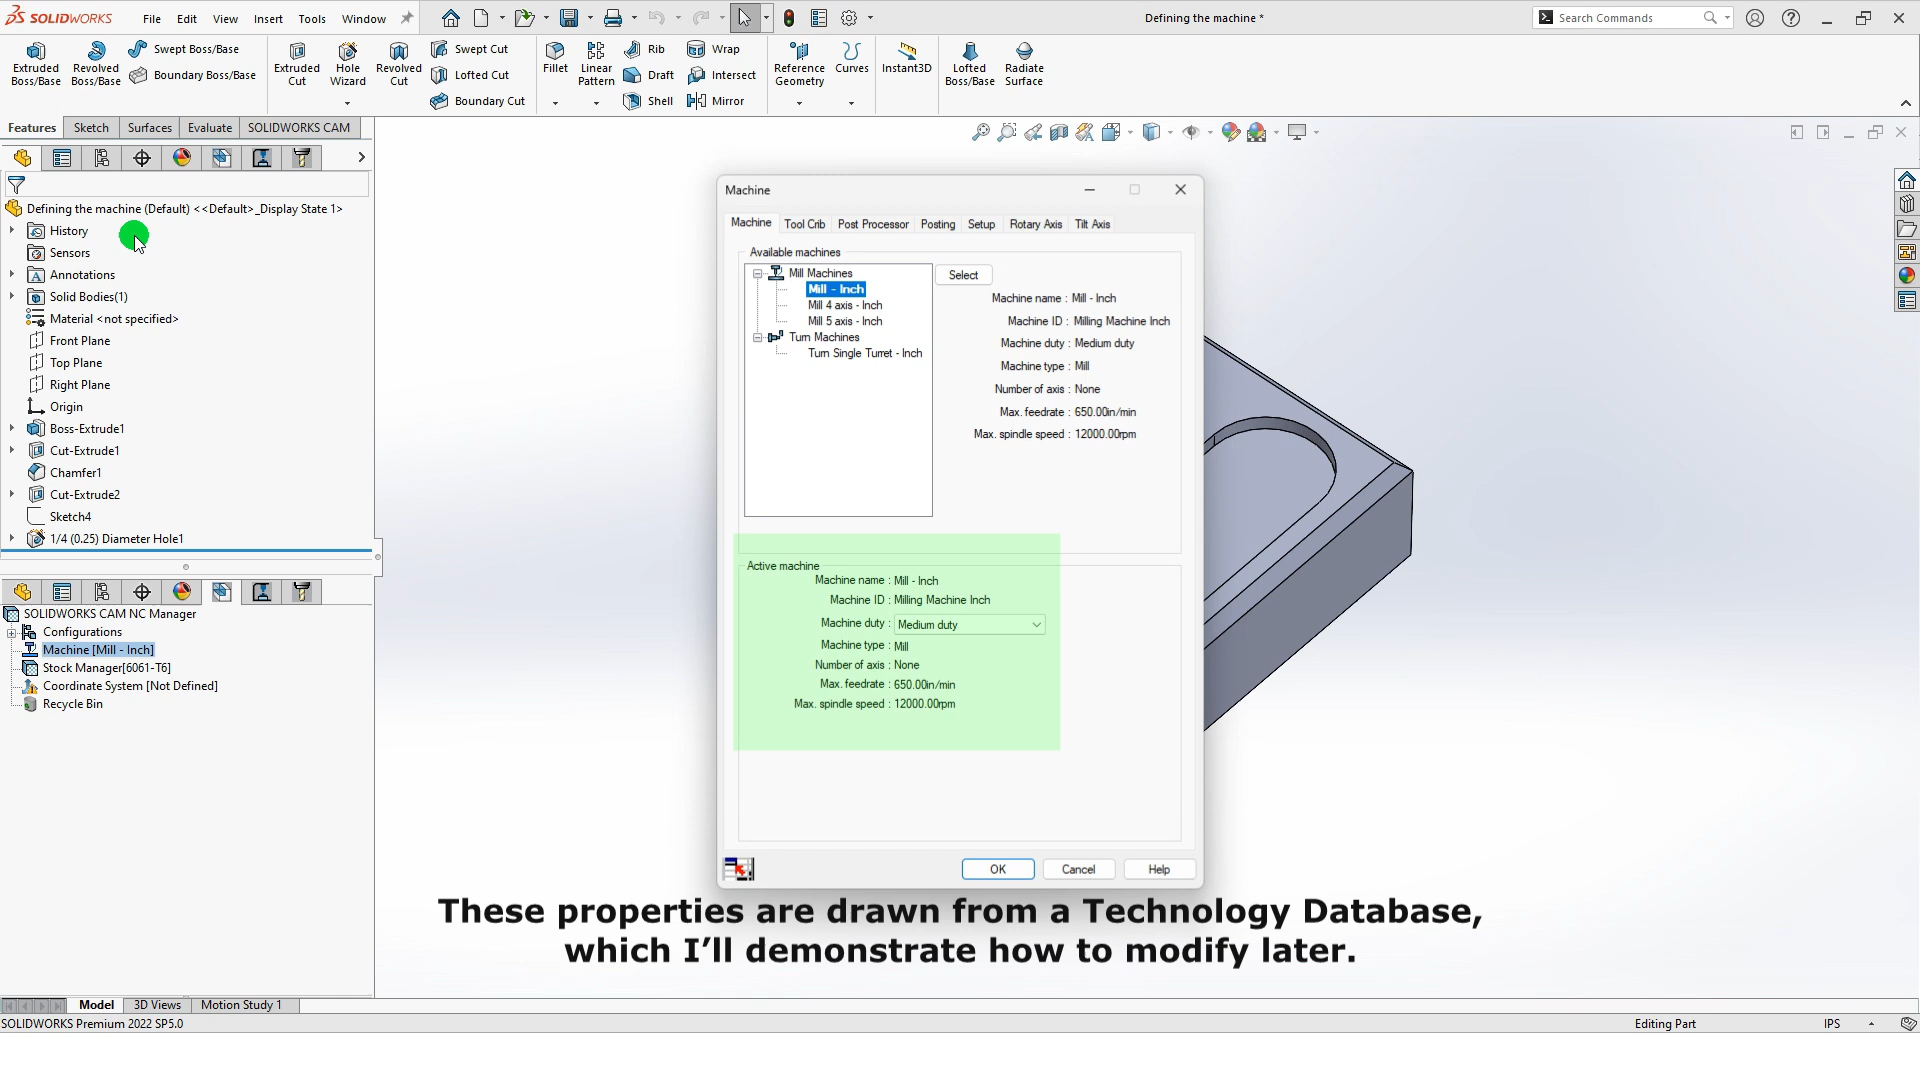 SOLIDWORKS File Edit View Insert Tools Window Defining the machine * Search Commands
Extruded Boss/Base
Revolved Boss/Base
Swept Boss/Base
Boundary Boss/Base
Extruded Cut
Hole Wizard
Revolved Cut
Swept Cut
Lofted Cut
Boundary Cut
Fillet
Linear Pattern
Rib
Draft
Shell
Wrap
Intersect
Mirror
Reference Geometry
Curves
Instant3D
Lofted Boss/Base
Radiate Surface
Features Sketch Surfaces Evaluate SOLIDWORKS CAM
Defining the machine (Default) <<Default>_Display State 1>
History
Sensors
Annotations
Solid Bodies(1)
Material <not specified>
Front Plane
Top Plane
Right Plane
Origin
Boss-Extrude1
Cut-Extrude1
Chamfer1
Cut-Extrude2
Sketch4
1/4 (0.25) Diameter Hole1
SOLIDWORKS CAM NC Manager
Configurations
Machine [Mill - Inch]
Stock Manager[6061-T6]
Coordinate System [Not Defined]
Recycle Bin
Machine
Machine Tool Crib Post Processor Posting Setup Rotary Axis Tilt Axis
Available machines
Mill Machines
Mill - Inch
Mill 4 axis - Inch
Mill 5 axis - Inch
Turn Machines
Turn Single Turret - Inch
Select
Machine name : Mill - Inch
Machine ID : Milling Machine Inch
Machine duty : Medium duty
Machine type : Mill
Number of axis : None
Max. feedrate : 650.00in/min
Max. spindle speed : 12000.00rpm
Active machine
Machine name : Mill - Inch
Machine ID : Milling Machine Inch
Machine duty : Medium duty
Machine type : Mill
Number of axis : None
Max. feedrate : 650.00in/min
Max. spindle speed : 12000.00rpm
OK Cancel Help
These properties are drawn from a Technology Database,
which I’ll demonstrate how to modify later.
Model 3D Views Motion Study 1
SOLIDWORKS Premium 2022 SP5.0 Editing Part IPS